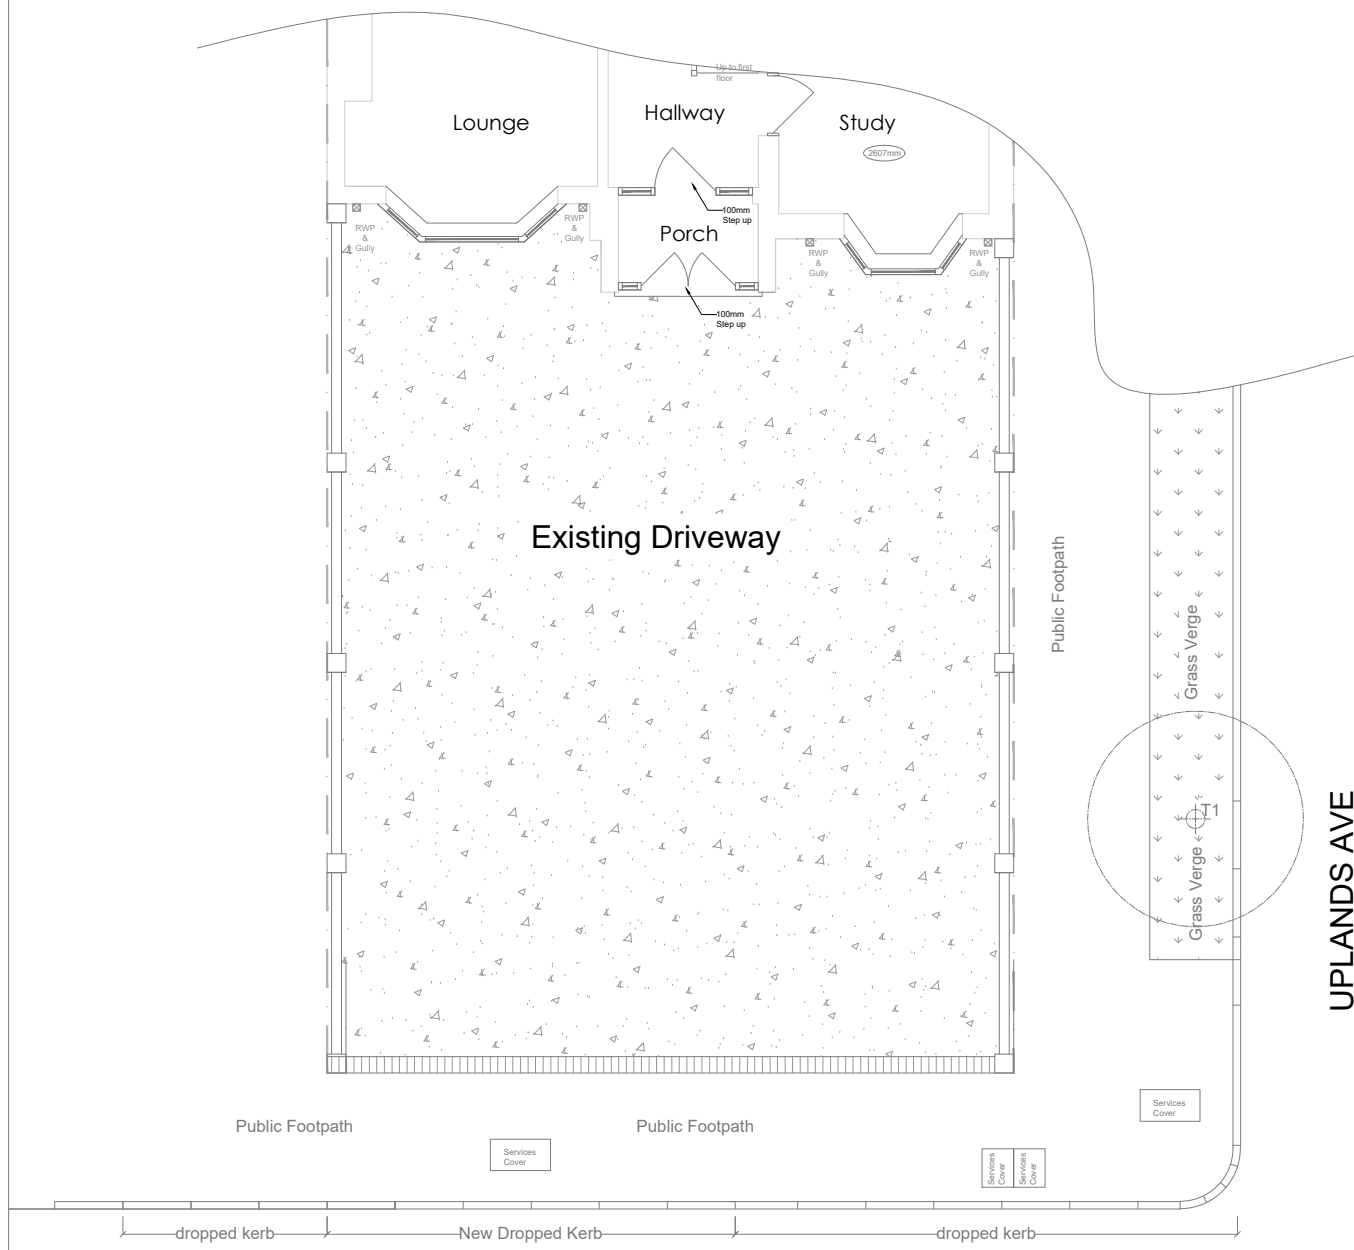 Up to first
floor
Lounge
Hallway
Study
2607mm
100mm
Step up
RWP
&
Gully
RWP
&
Gully
Porch
RWP
&
Gully
RWP
&
Gully
100mm
Step up
Existing Driveway
Public Footpath
Grass Verge
T1
Grass Verge
UPLANDS AVE
Services
Cover
Public Footpath
Public Footpath
Services
Cover
Services
Cover
Services
Cover
dropped kerb
New Dropped Kerb
dropped kerb